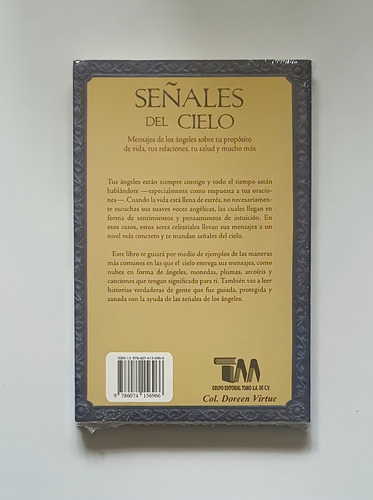 SEÑALES
DEL CIELO
Mensajes de los ángeles sobre tu propósito
de vida, tus relaciones, tu salud y mucho más
Tus ángeles están siempre contigo y todo el tiempo están
hablándote —especialmente como respuesta a tus oracio-
nes—. Cuando la vida está llena de estrés, no necesariamen-
te escuchas sus suaves voces angélicas, las cuales llegan en
forma de sentimientos y pensamientos de intuición. En
esos casos, estos seres celestiales llevan sus mensajes a un
nivel más concreto y te mandan señales del cielo.
Este libro te guiará por medio de ejemplos de las maneras
más comunes en las que el cielo entrega sus mensajes, como
nubes en forma de ángeles, monedas, plumas, arcoíris y
canciones que tengan significado para ti. También vas a leer
historias verdaderas de gente que fue guiada, protegida y
sanada con la ayuda de las señales de los ángeles.
ISBN-13: 978-607-415-696-6
9 786074 156966
GRUPO EDITORIAL TOMO S.A. DE C.V.
Col. Doreen Virtue